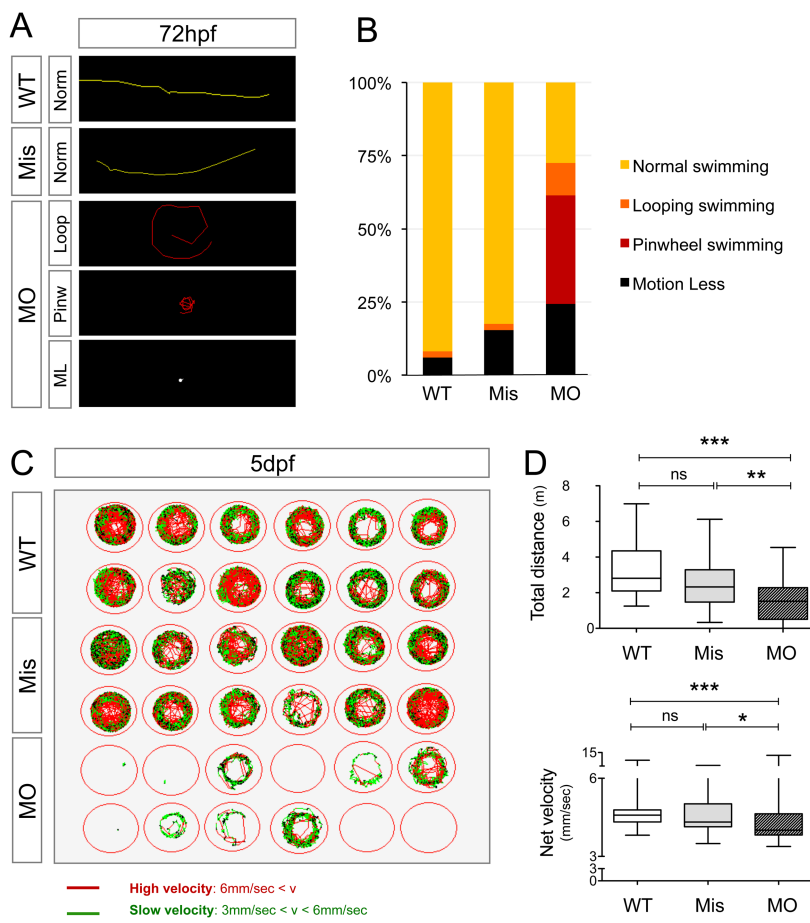 A
72hpf
WT
Norm
Mis
Norm
MO
Loop
Pinw
ML
B
100%
75%
50%
25%
0%
WT
Mis
MO
Normal swimming
Looping swimming
Pinwheel swimming
Motion Less
C
5dpf
WT
Mis
MO
High velocity: 6mm/sec < v
Slow velocity: 3mm/sec < v < 6mm/sec
D
***
ns
**
Total distance (m)
8
6
4
2
0
WT
Mis
MO
***
ns
*
Net velocity
(mm/sec)
15
6
3
3
0
WT
Mis
MO